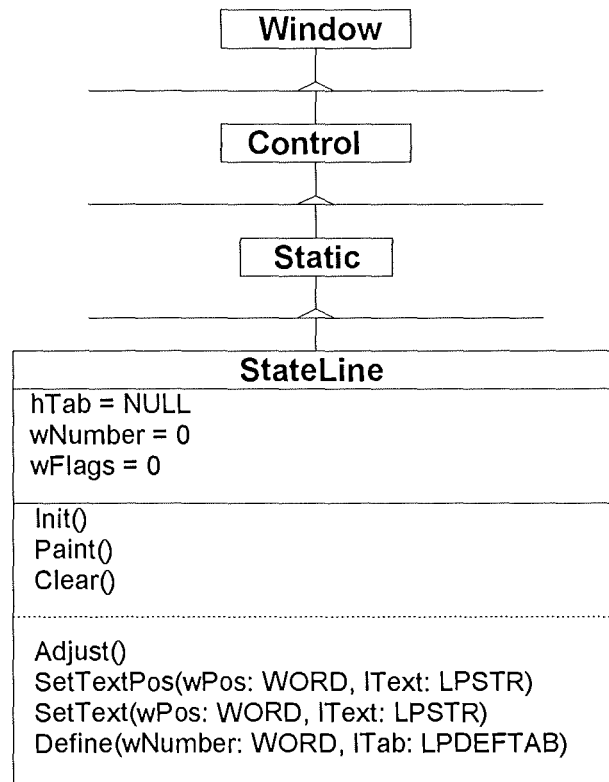 Window
Control
Static
StateLine
hTab = NULL
wNumber = 0
wFlags = 0
Init()
Paint()
Clear()
Adjust()
SetTextPos(wPos: WORD, lText: LPSTR)
SetText(wPos: WORD, lText: LPSTR)
Define(wNumber: WORD, lTab: LPDEFTAB)